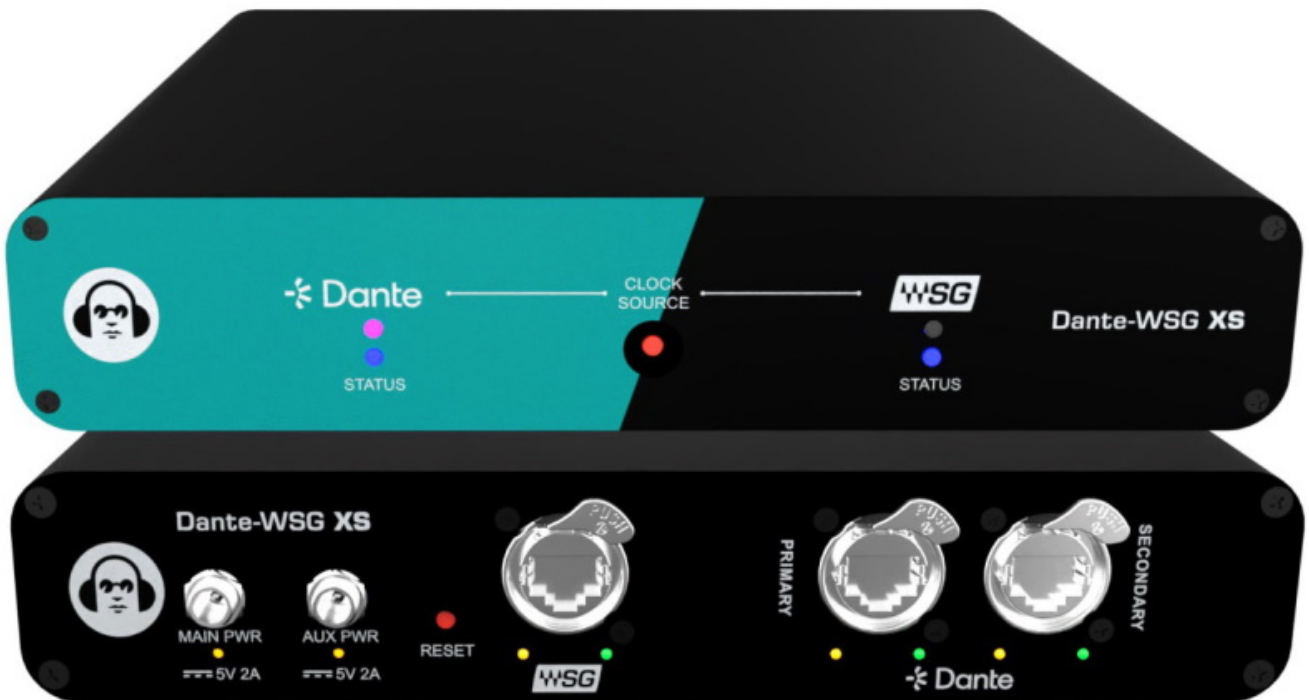 Dante
CLOCK
SOURCE
WSG
Dante-WSG XS
STATUS
STATUS
Dante-WSG XS
PUSH
PUSH
PUSH
PRIMARY
SECONDARY
MAIN PWR
AUX PWR
RESET
5V 2A
5V 2A
WSG
Dante